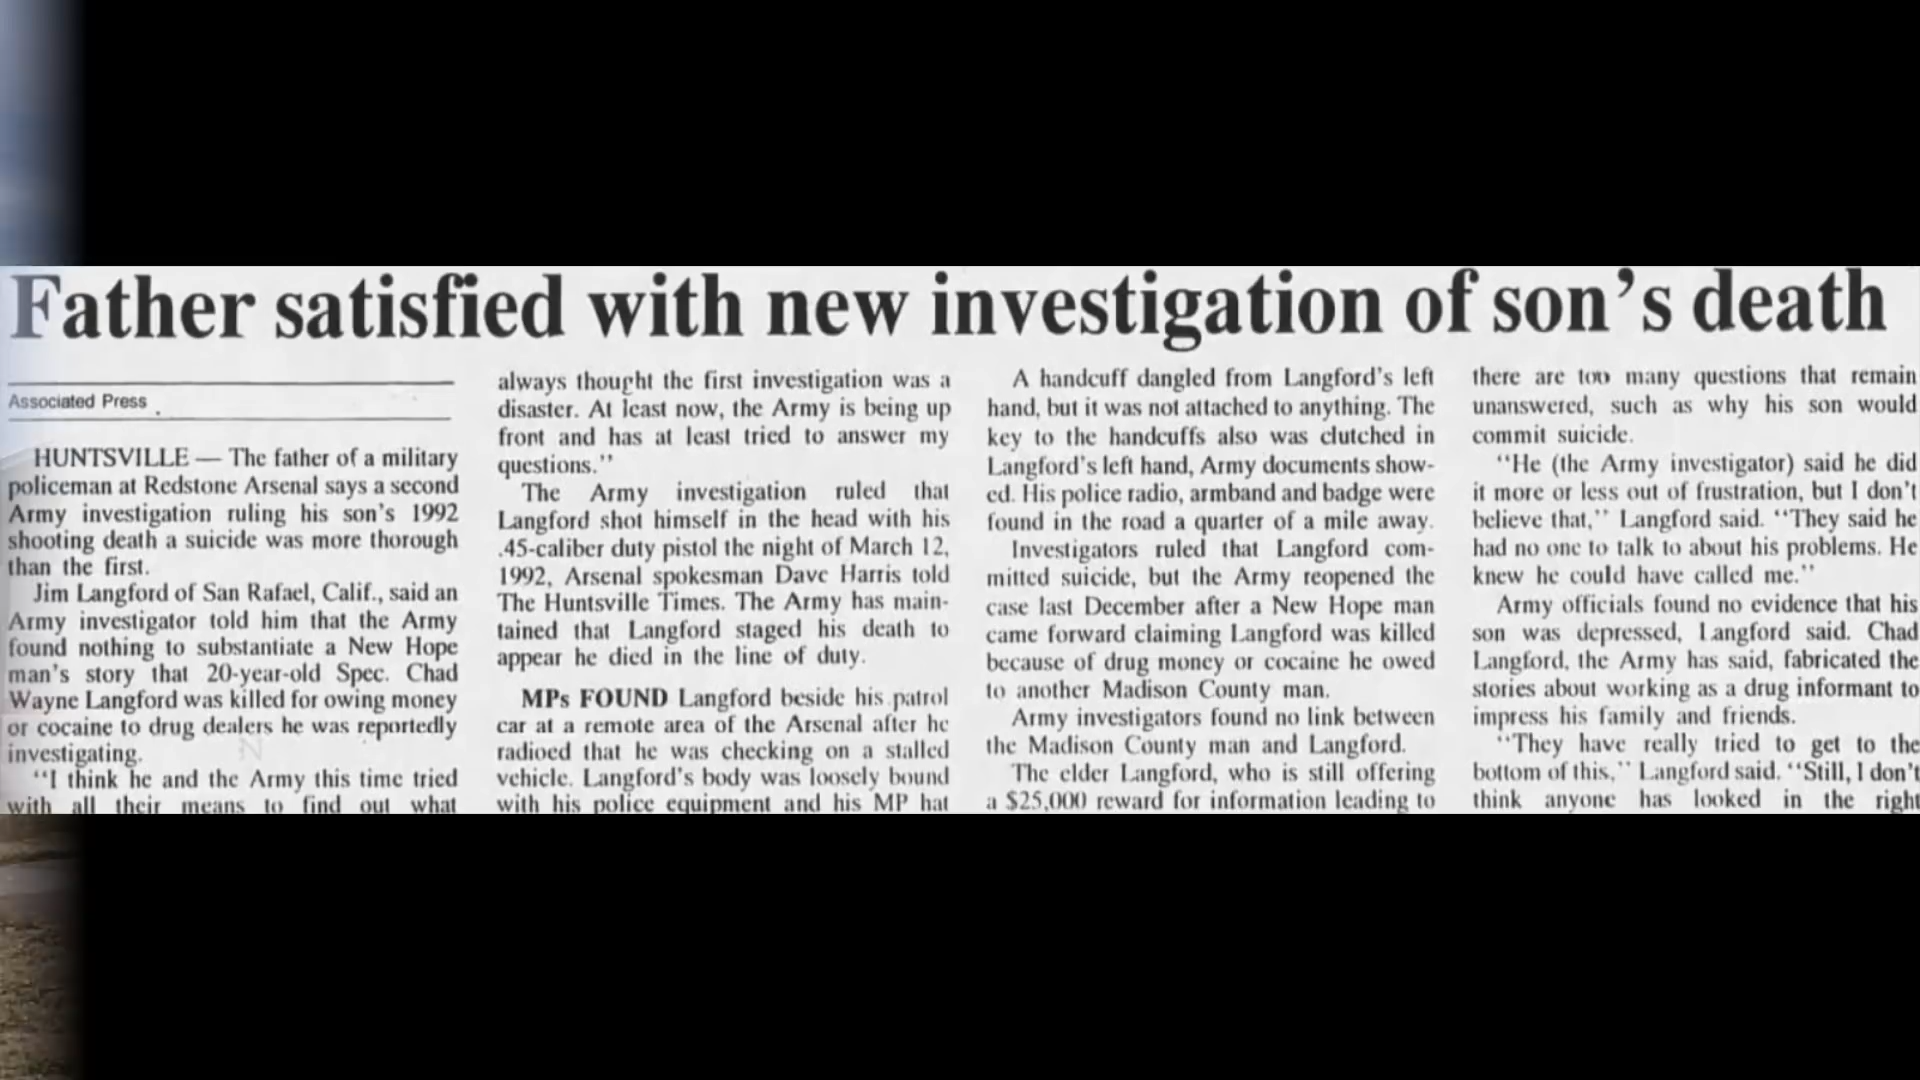 Father satisfied with new investigation of son's death
Associated Press
HUNTSVILLE — The father of a military
policeman at Redstone Arsenal says a second
Army investigation ruling his son's 1992
shooting death a suicide was more thorough
than the first.
Jim Langford of San Rafael, Calif., said an
Army investigator told him that the Army
found nothing to substantiate a New Hope
man's story that 20-year-old Spec. Chad
Wayne Langford was killed for owing money
or cocaine to drug dealers he was reportedly
investigating.
"I think he and the Army this time tried
with all their means to find out what
always thought the first investigation was a
disaster. At least now, the Army is being up
front and has at least tried to answer my
questions."
The Army investigation ruled that
Langford shot himself in the head with his
.45-caliber duty pistol the night of March 12,
1992, Arsenal spokesman Dave Harris told
The Huntsville Times. The Army has main-
tained that Langford staged his death to
appear he died in the line of duty.
MPs FOUND Langford beside his patrol
car at a remote area of the Arsenal after he
radioed that he was checking on a stalled
vehicle. Langford's body was loosely bound
with his police equipment and his MP hat
A handcuff dangled from Langford's left
hand, but it was not attached to anything. The
key to the handcuffs also was clutched in
Langford's left hand, Army documents show-
ed. His police radio, armband and badge were
found in the road a quarter of a mile away.
Investigators ruled that Langford com-
mitted suicide, but the Army reopened the
case last December after a New Hope man
came forward claiming Langford was killed
because of drug money or cocaine he owed
to another Madison County man.
Army investigators found no link between
the Madison County man and Langford.
The elder Langford, who is still offering
a $25,000 reward for information leading to
there are too many questions that remain
unanswered, such as why his son would
commit suicide.
"He (the Army investigator) said he did
it more or less out of frustration, but I don't
believe that," Langford said. "They said he
had no one to talk to about his problems. He
knew he could have called me."
Army officials found no evidence that his
son was depressed, Langford said. Chad
Langford, the Army has said, fabricated the
stories about working as a drug informant to
impress his family and friends.
"They have really tried to get to the
bottom of this," Langford said. "Still, I don't
think anyone has looked in the right